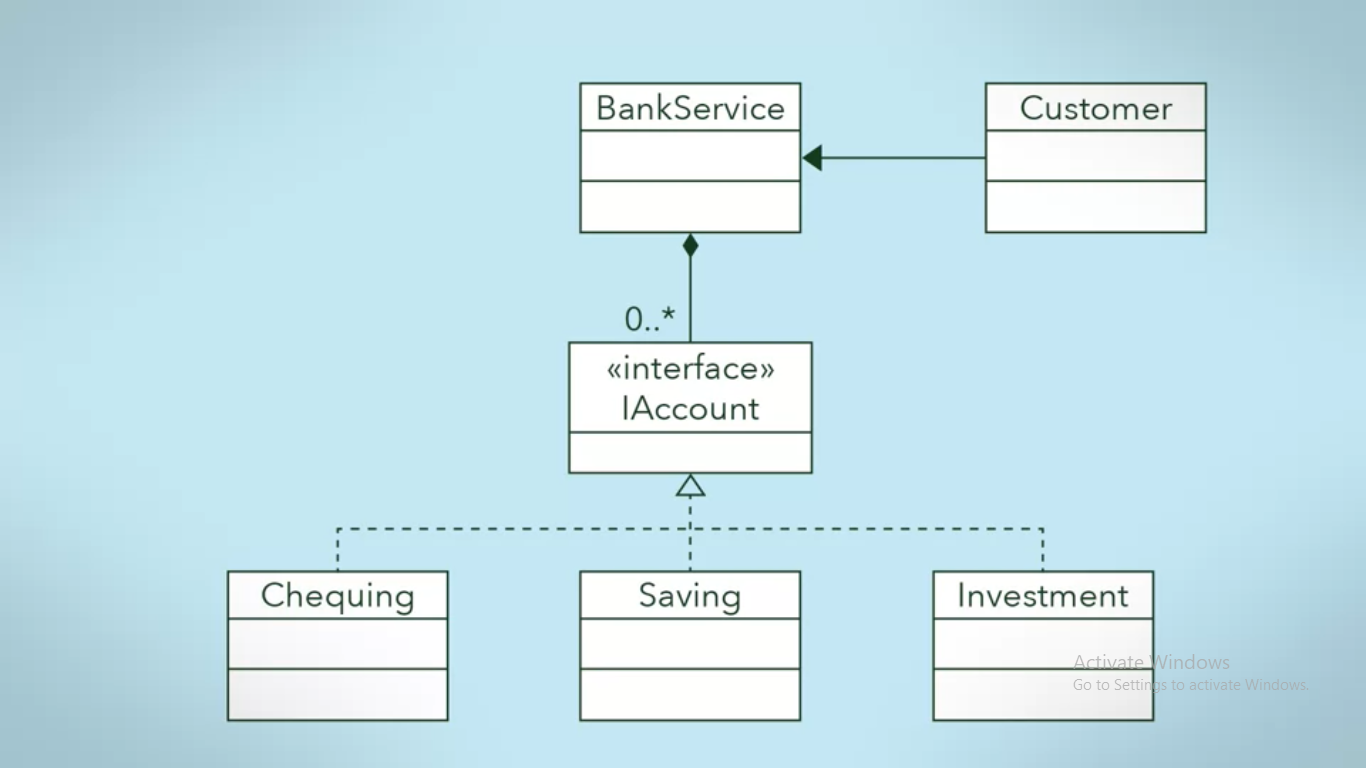 BankService
Customer
0..*
«interface»
IAccount
Chequing
Saving
Investment
Activate Windows
Go to Settings to activate Windows.